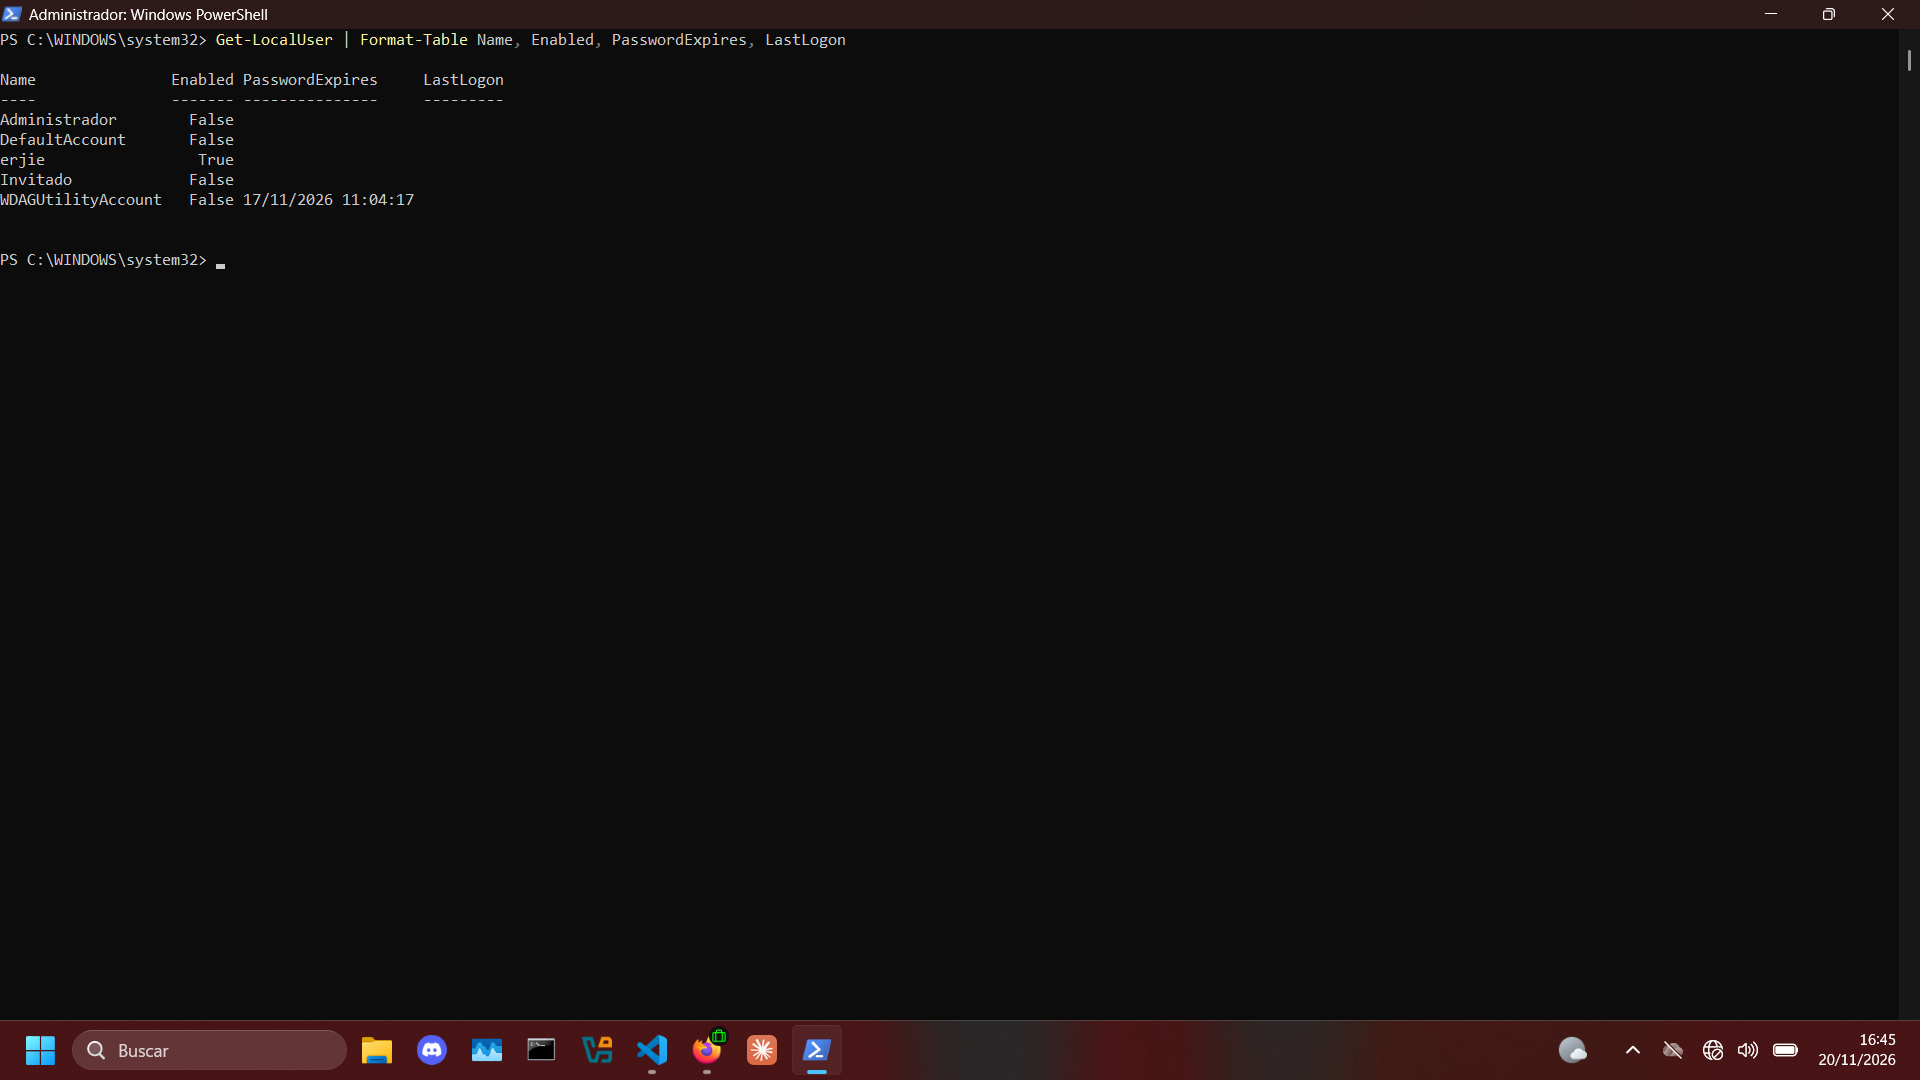 Administrador: Windows PowerShell
PS C:\WINDOWS\system32> Get-LocalUser | Format-Table Name, Enabled, PasswordExpires, LastLogon
Name Enabled PasswordExpires LastLogon
---- ------- --------------- ---------
Administrador False
DefaultAccount False
erjie True
Invitado False
WDAGUtilityAccount False 17/11/2026 11:04:17
PS C:\WINDOWS\system32>
Buscar
16:45
20/11/2026